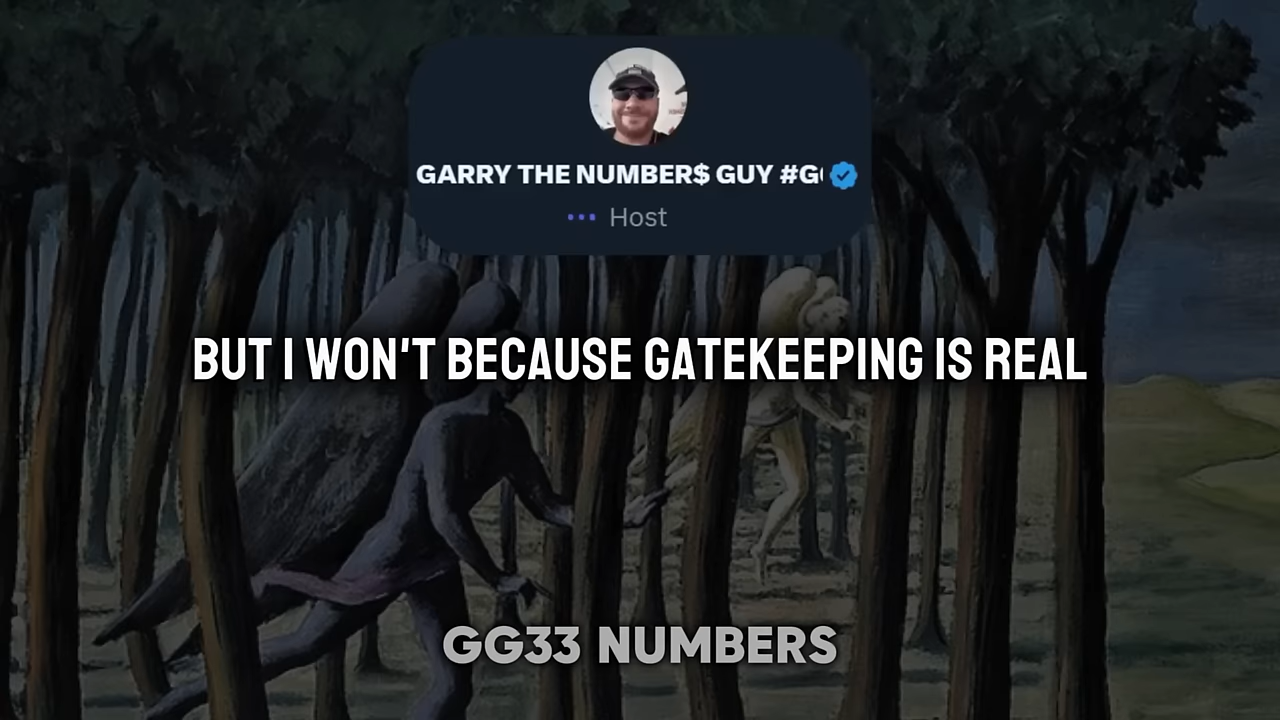 GARRY THE NUMBER$ GUY #G
Host
BUT I WON'T BECAUSE GATEKEEPING IS REAL
GG33 NUMBERS